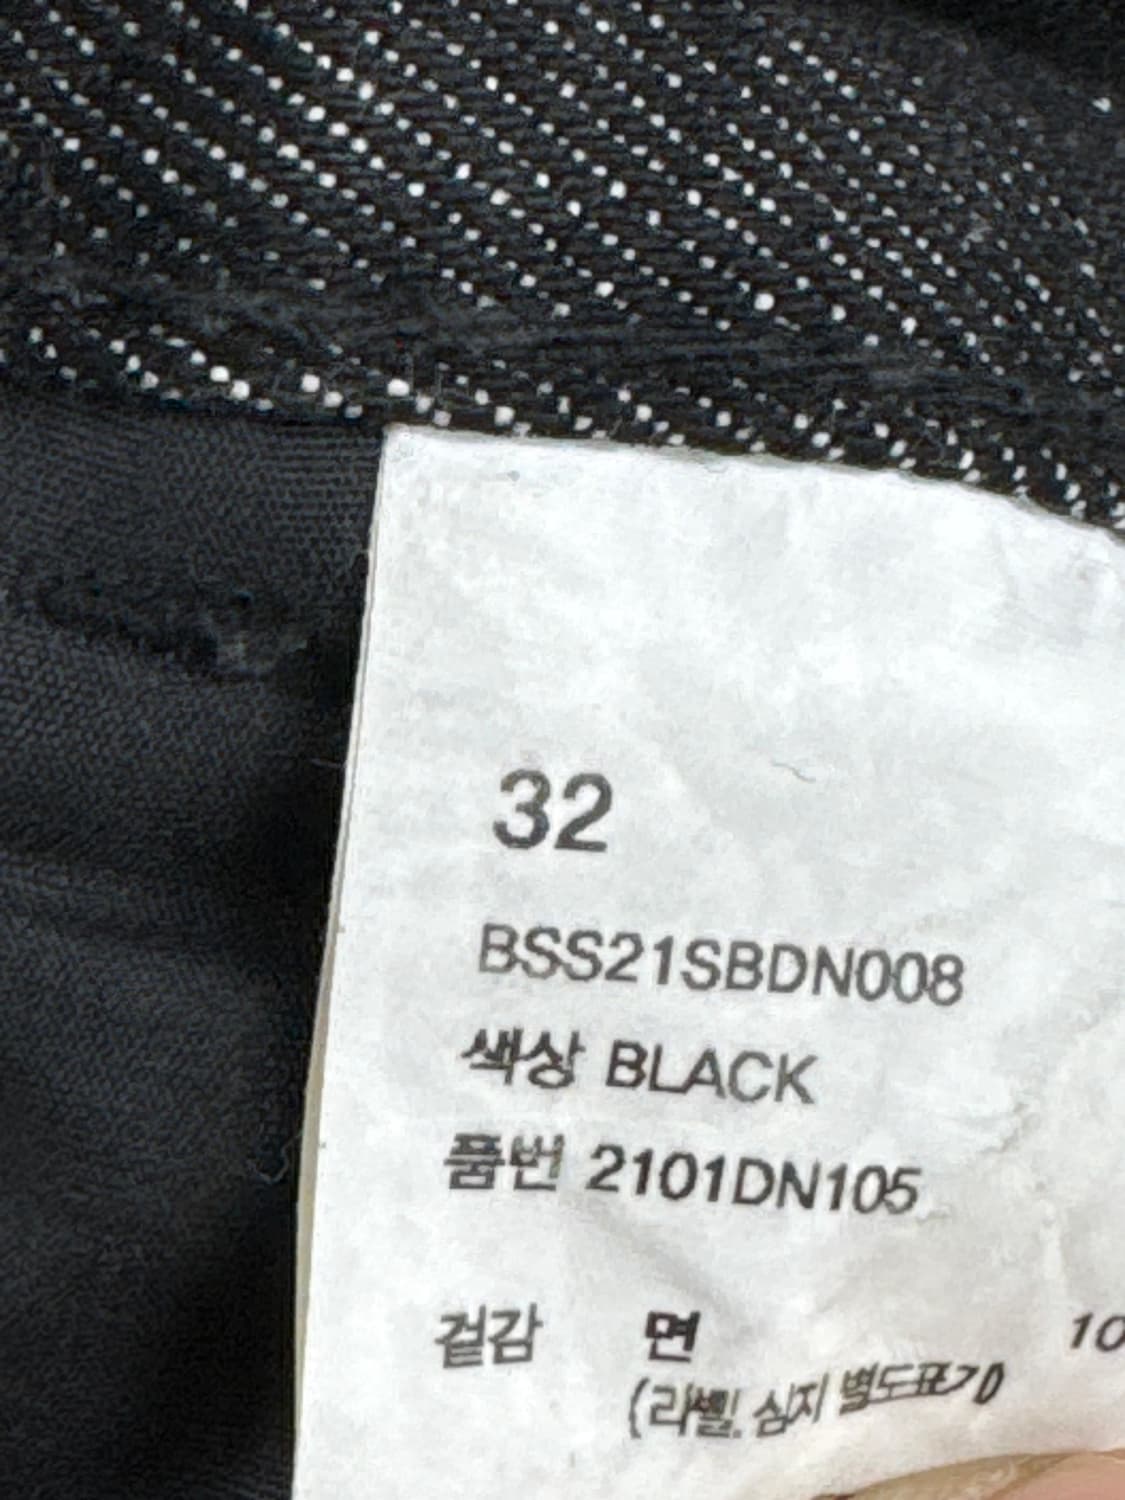 32
BSS21SBDN008
색상 BLACK
품번 2101DN105
겉감 면 10
(라벨, 심지 별도표기)